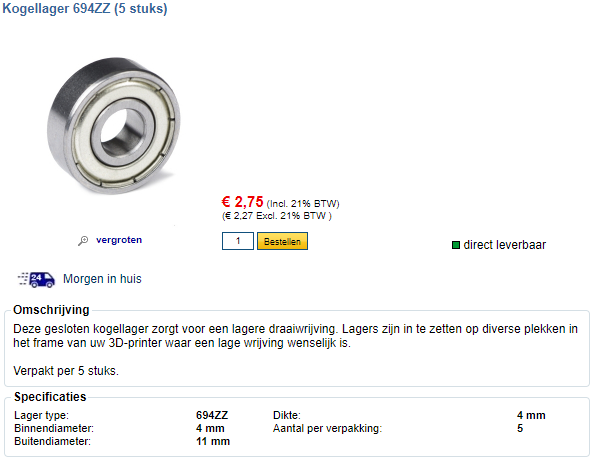 Kogellager 694ZZ (5 stuks)
€ 2,75 (Incl. 21% BTW)
(€ 2,27 Excl. 21% BTW )
vergroten
1
Bestellen
direct leverbaar
24
Morgen in huis
Omschrijving
Deze gesloten kogellager zorgt voor een lagere draaiwrijving. Lagers zijn in te zetten op diverse plekken in
het frame van uw 3D-printer waar een lage wrijving wenselijk is.
Verpakt per 5 stuks.
Specificaties
Lager type: 694ZZ Dikte: 4 mm
Binnendiameter: 4 mm Aantal per verpakking: 5
Buitendiameter: 11 mm